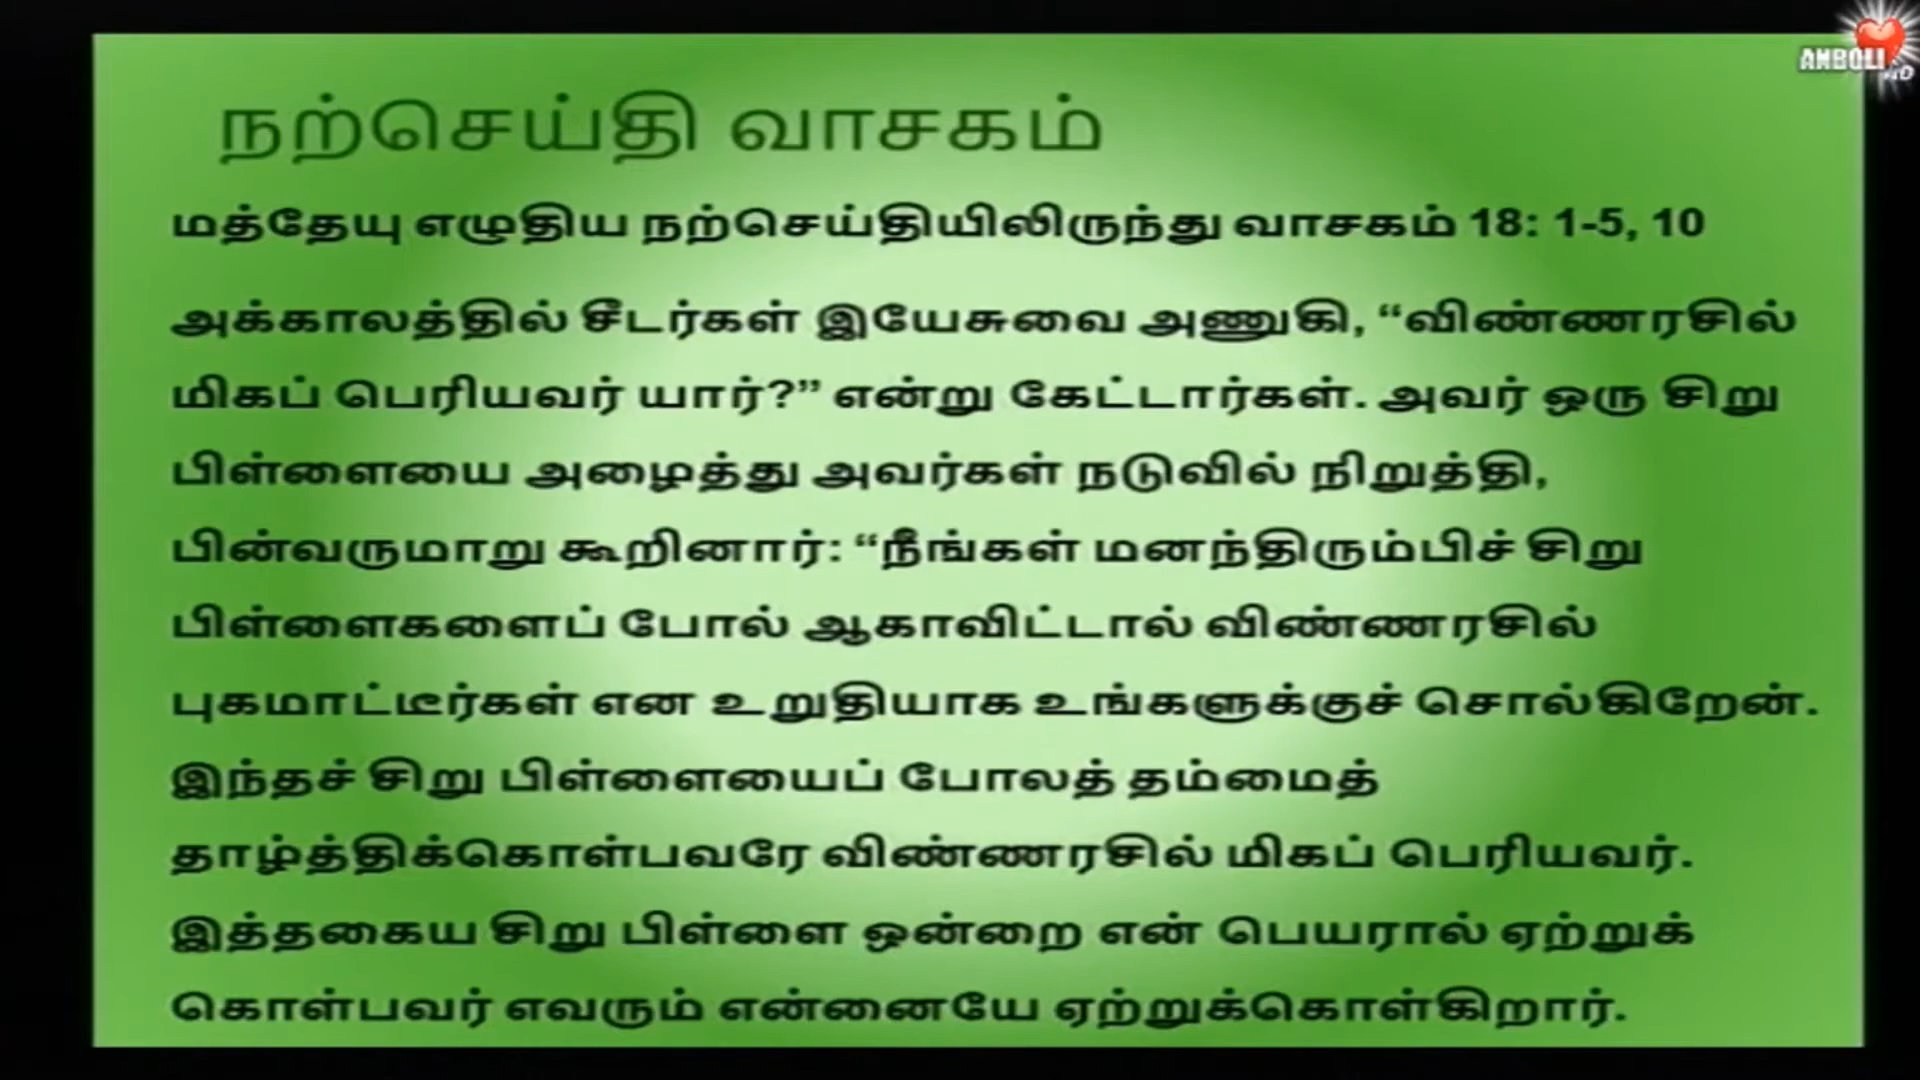 ANBOLI
HD
நற்செய்தி வாசகம்
மத்தேயு எழுதிய நற்செய்தியிலிருந்து வாசகம் 18: 1-5, 10
அக்காலத்தில் சீடர்கள் இயேசுவை அணுகி, “விண்ணரசில்
மிகப் பெரியவர் யார்?” என்று கேட்டார்கள். அவர் ஒரு சிறு
பிள்ளையை அழைத்து அவர்கள் நடுவில் நிறுத்தி,
பின்வருமாறு கூறினார்: “நீங்கள் மனந்திரும்பிச் சிறு
பிள்ளைகளைப் போல் ஆகாவிட்டால் விண்ணரசில்
புகமாட்டீர்கள் என உறுதியாக உங்களுக்குச் சொல்கிறேன்.
இந்தச் சிறு பிள்ளையைப் போலத் தம்மைத்
தாழ்த்திக்கொள்பவரே விண்ணரசில் மிகப் பெரியவர்.
இத்தகைய சிறு பிள்ளை ஒன்றை என் பெயரால் ஏற்றுக்
கொள்பவர் எவரும் என்னையே ஏற்றுக்கொள்கிறார்.